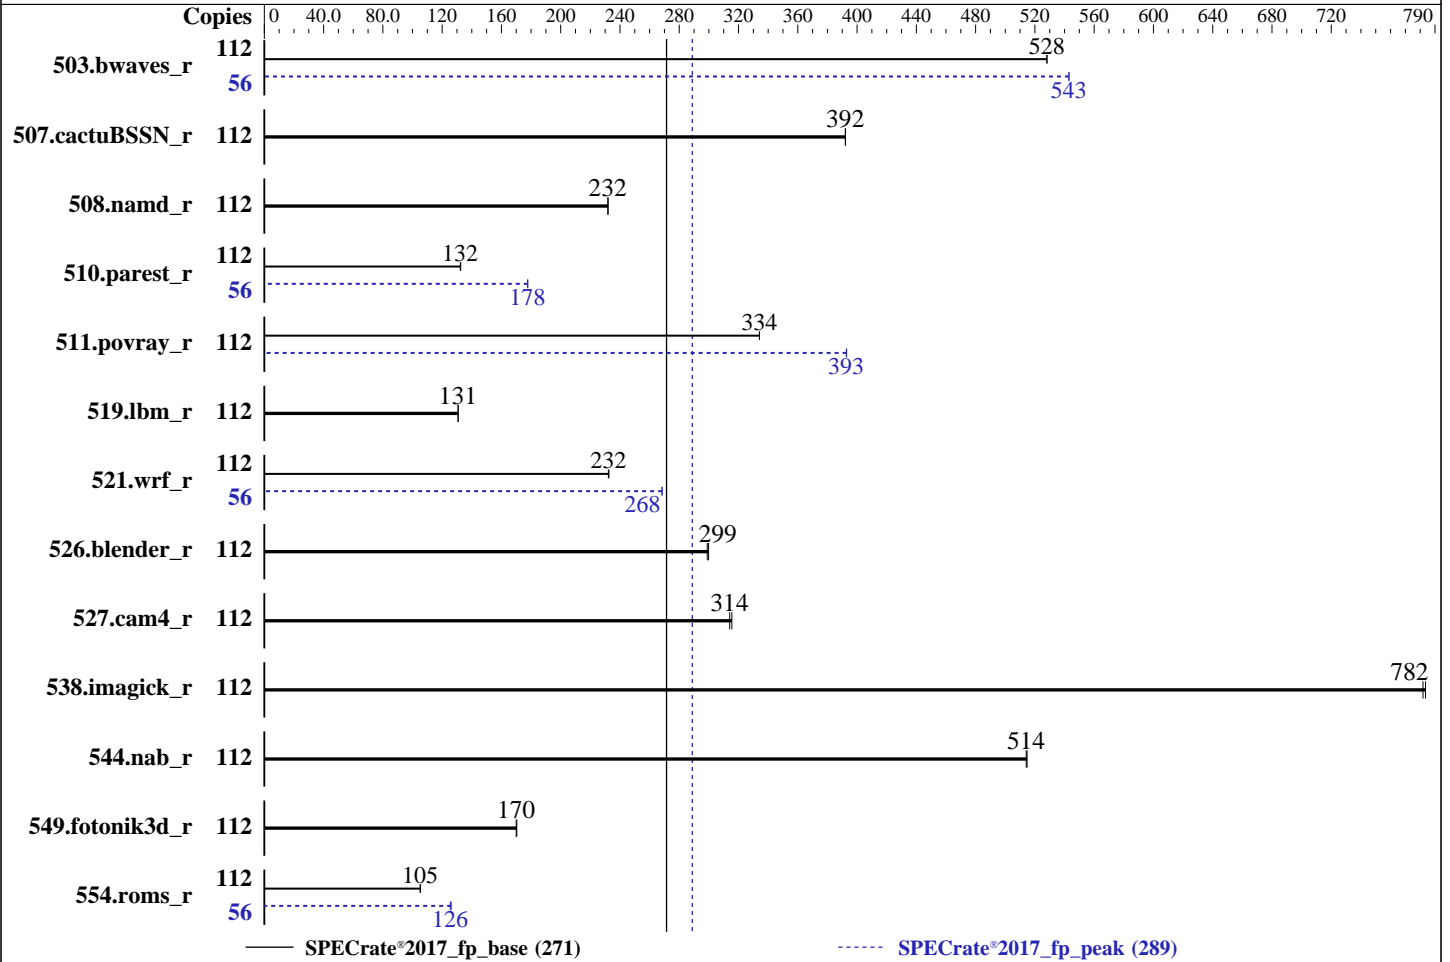 Copies 0 40.0 80.0 120 160 200 240 280 320 360 400 440 480 520 560 600 640 680 720 790
503.bwaves_r 112 528
56 543
507.cactuBSSN_r 112 392
508.namd_r 112 232
510.parest_r 112 132
56 178
511.povray_r 112 334
393
519.lbm_r 112 131
521.wrf_r 112 232
56 268
526.blender_r 112 299
527.cam4_r 112 314
538.imagick_r 112 782
544.nab_r 112 514
549.fotonik3d_r 112 170
554.roms_r 112 105
56 126
SPECrate®2017_fp_base (271) SPECrate®2017_fp_peak (289)